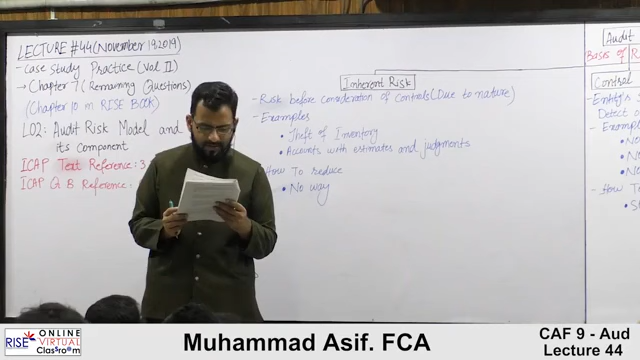 LECTURE #44 (November 19, 2019)
- Case Study Practice (Vol II)
→ Chapter 7 (Remaining Questions)
(Chapter 10 in RISE BOOK)
LO2: Audit Risk Model and
its Component
ICAP Text Reference: 3
ICAP Q B Reference:
Inherent Risk
- Risk before consideration of Controls (Due to nature)
- Examples
• Theft of Inventory
• Accounts with estimates and judgments
- How To reduce
• No way
Audit
Bases of R
Control
- Entity's
Detect o
- Example
• No
• Ne
• Ne
- How To
• S
RISE
ONLINE
VIRTUAL
Classroom
Muhammad Asif. FCA
CAF 9 - Aud
Lecture 44